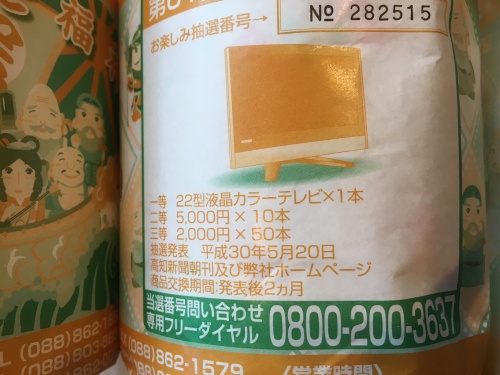 福
お楽しみ抽選番号→
№ 282515
一等 22型液晶カラーテレビ×1本
二等 5,000円×10本
三等 2,000円×50本
抽選発表 平成30年5月20日
高知新聞朝刊及び弊社ホームページ
商品交換期間:発表後2ヵ月
当選番号問い合わせ
専用フリーダイヤル 0800-200-3637
(088)862-1579
〈営業時間〉